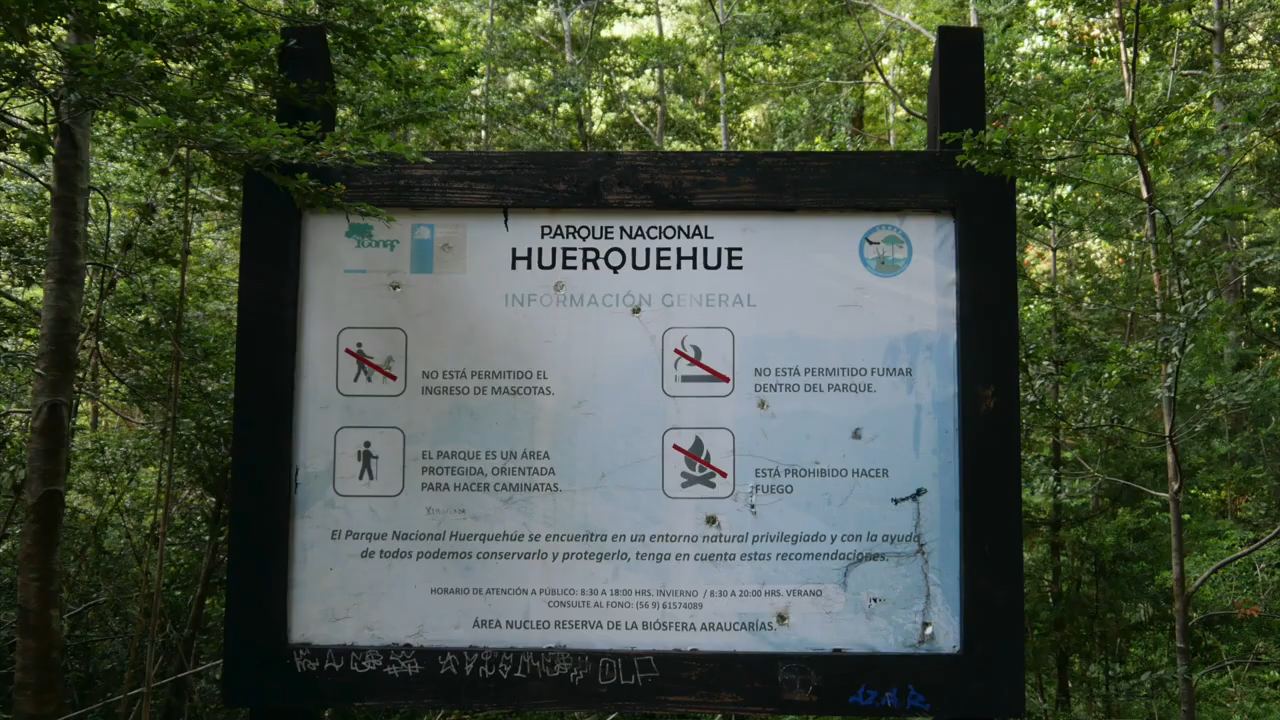 conaf
PARQUE NACIONAL
HUERQUEHUE
INFORMACIÓN GENERAL
NO ESTÁ PERMITIDO EL
INGRESO DE MASCOTAS.
NO ESTÁ PERMITIDO FUMAR
DENTRO DEL PARQUE.
EL PARQUE ES UN ÁREA
PROTEGIDA, ORIENTADA
PARA HACER CAMINATAS.
ESTÁ PROHIBIDO HACER
FUEGO
El Parque Nacional Huerquehúe se encuentra en un entorno natural privilegiado y con la ayuda
de todos podemos conservarlo y protegerlo, tenga en cuenta estas recomendaciones.
HORARIO DE ATENCIÓN A PÚBLICO: 8:30 A 18:00 HRS. INVIERNO / 8:30 A 20:00 HRS. VERANO
CONSULTE AL FONO: (56 9) 61574089
ÁREA NUCLEO RESERVA DE LA BIÓSFERA ARAUCARÍAS.